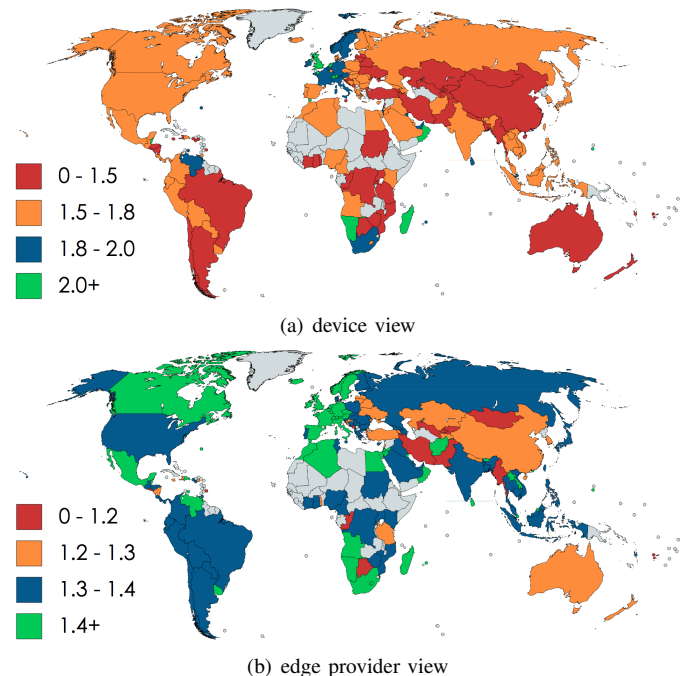 0 - 1.5
1.5 - 1.8
1.8 - 2.0
2.0+
(a) device view
0 - 1.2
1.2 - 1.3
1.3 - 1.4
1.4+
(b) edge provider view